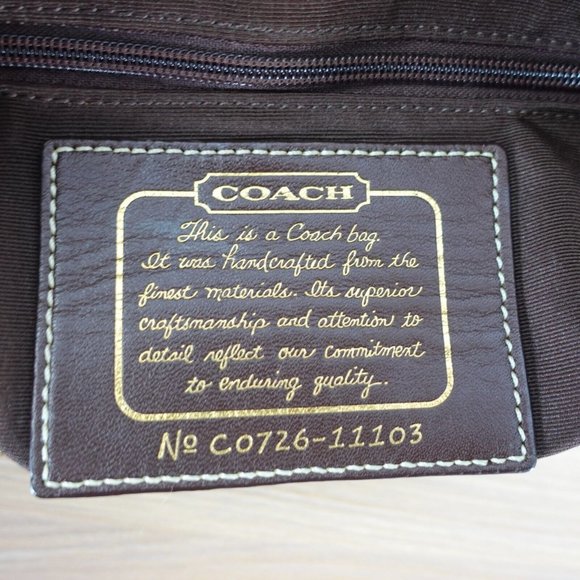 COACH
This is a Coach bag.
It was handcrafted from the
finest materials. Its superior
craftsmanship and attention to
detail reflect our commitment
to enduring quality.
No C0726-11103